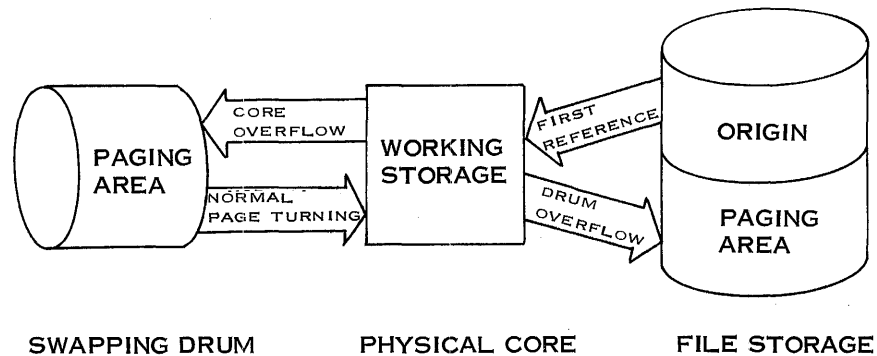 PAGING
AREA
CORE
OVERFLOW
NORMAL
PAGE TURNING
WORKING
STORAGE
FIRST
REFERENCE
DRUM
OVERFLOW
ORIGIN
PAGING
AREA
SWAPPING DRUM
PHYSICAL CORE
FILE STORAGE